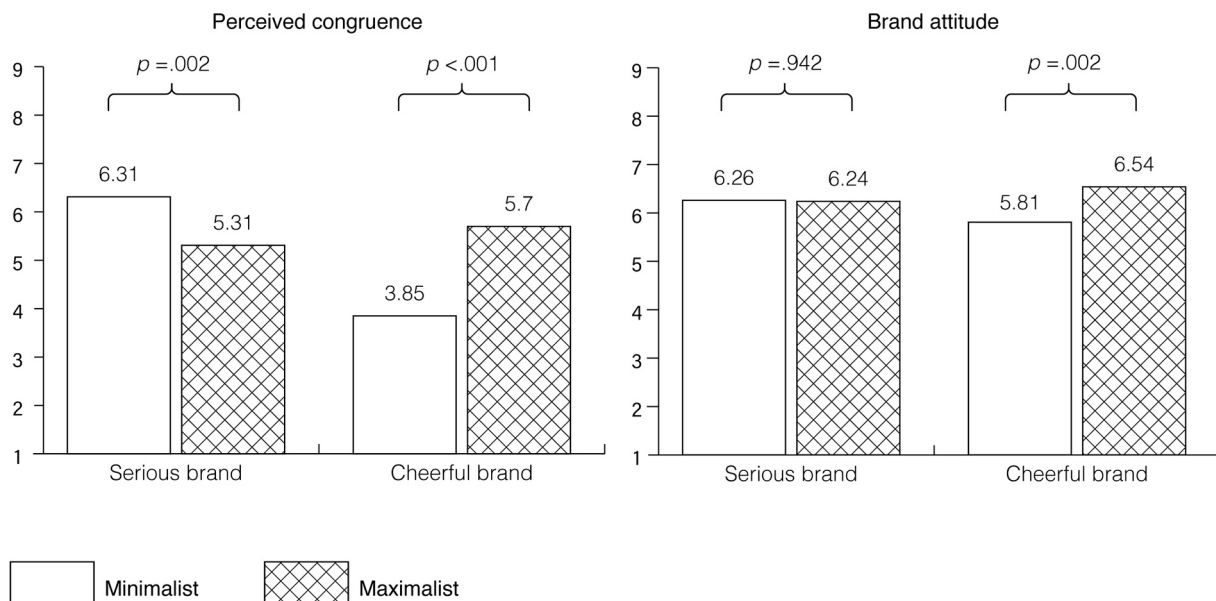 Perceived congruence
p =.002
p <.001
9
8
7
6
5
4
3
2
1
6.31
5.31
3.85
5.7
Serious brand
Cheerful brand
Brand attitude
p =.942
p =.002
9
8
7
6
5
4
3
2
1
6.26
6.24
5.81
6.54
Serious brand
Cheerful brand
Minimalist
Maximalist